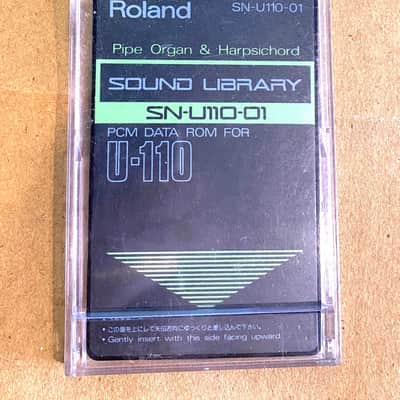 Roland SN-U110-01
Pipe Organ & Harpsichord
SOUND LIBRARY
SN-U110-01
PCM DATA ROM FOR
U-110
• この面を上にして矢印方向にゆっくりと差し込んで下さい。
• Gently insert with this side facing upward